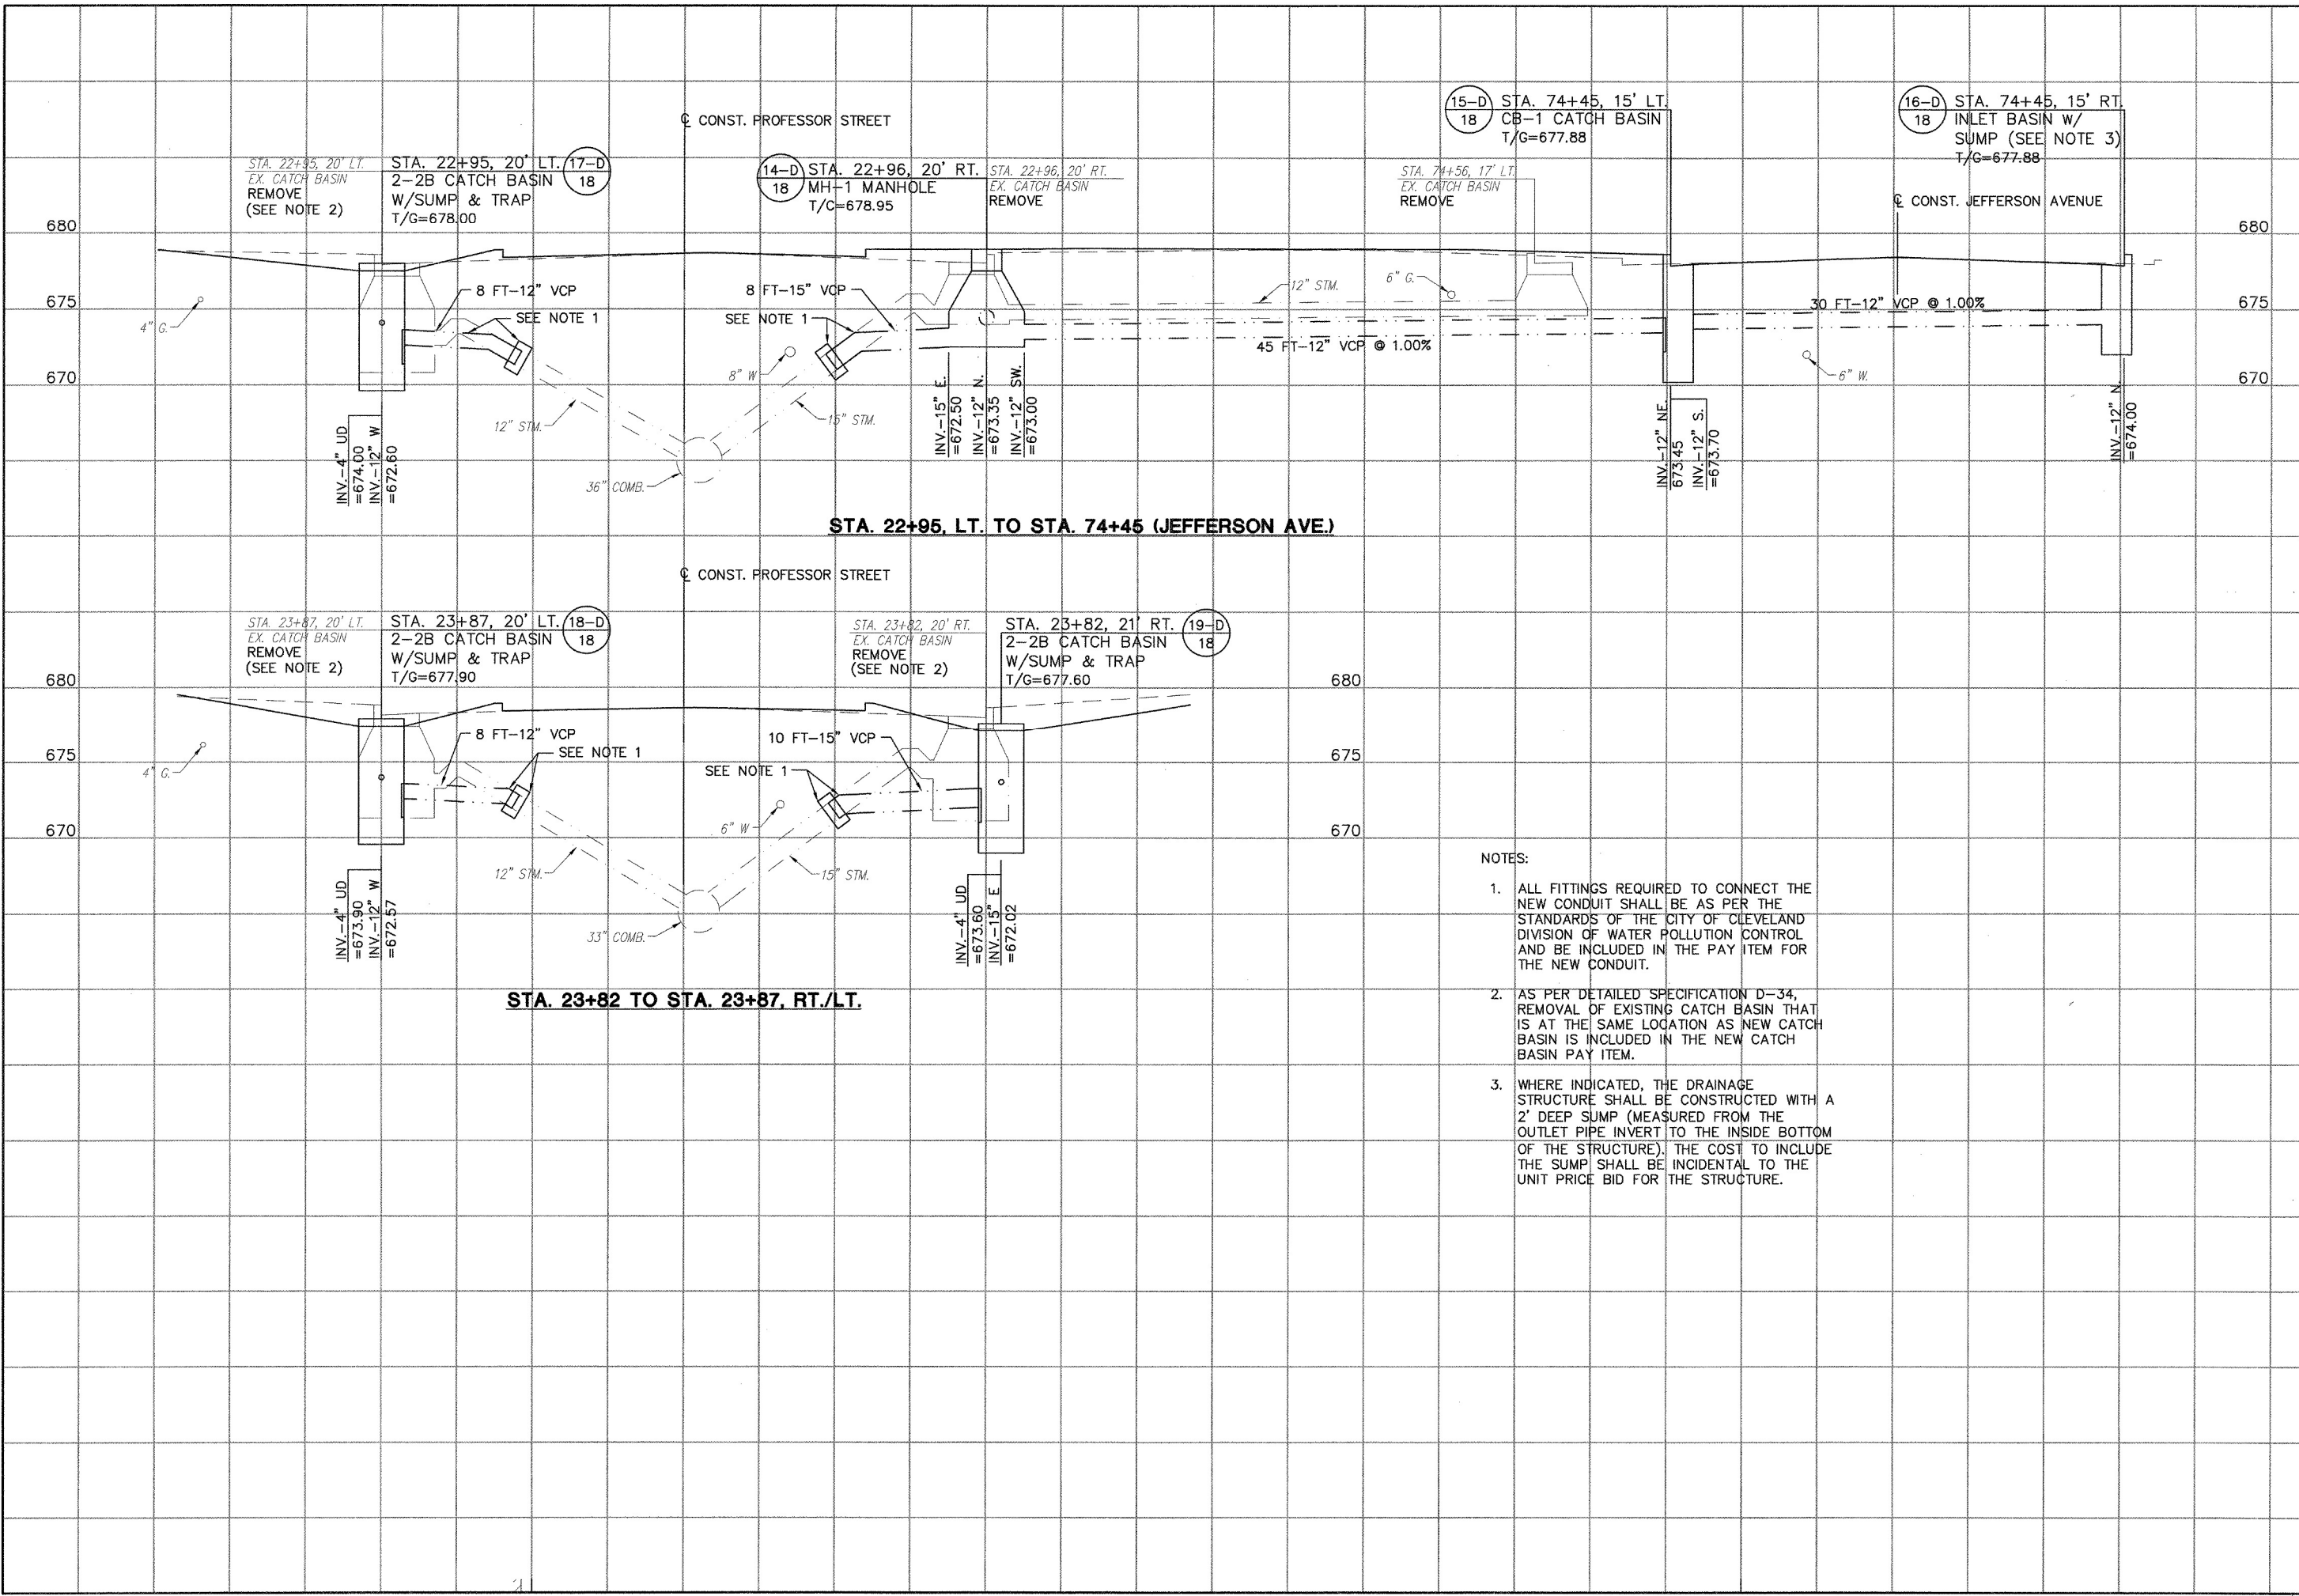 ℄ CONST. PROFESSOR STREET
STA. 22+95, 20' LT.
EX. CATCH BASIN
REMOVE
(SEE NOTE 2)
STA. 22+95, 20' LT.
2-2B CATCH BASIN
W/SUMP & TRAP
T/G=678.00
17-D
18
14-D
18
STA. 22+96, 20' RT.
MH-1 MANHOLE
T/C=678.95
STA. 22+96, 20' RT.
EX. CATCH BASIN
REMOVE
STA. 74+56, 17' LT.
EX. CATCH BASIN
REMOVE
15-D
18
STA. 74+45, 15' LT.
CB-1 CATCH BASIN
T/G=677.88
16-D
18
STA. 74+45, 15' RT.
INLET BASIN W/
SUMP (SEE NOTE 3)
T/G=677.88
℄ CONST. JEFFERSON AVENUE
680
680
675
675
670
670
4" G.
8 FT-12" VCP
SEE NOTE 1
8 FT-15" VCP
SEE NOTE 1
12" STM.
6" G.
30 FT-12" VCP @ 1.00%
45 FT-12" VCP @ 1.00%
8" W
6" W.
12" STM.
15" STM.
36" COMB.
INV.-4" UD
=674.00
INV.-12" W
=672.60
INV.-15" E.
=672.50
INV.-12" N.
=673.35
INV.-12" SW.
=673.00
INV.-12" NE.
673.45
INV.-12" S.
=673.70
INV.-12" N.
=674.00
STA. 22+95, LT. TO STA. 74+45 (JEFFERSON AVE.)
℄ CONST. PROFESSOR STREET
STA. 23+87, 20' LT.
EX. CATCH BASIN
REMOVE
(SEE NOTE 2)
STA. 23+87, 20' LT.
2-2B CATCH BASIN
W/SUMP & TRAP
T/G=677.90
18-D
18
STA. 23+82, 20' RT.
EX. CATCH BASIN
REMOVE
(SEE NOTE 2)
STA. 23+82, 21' RT.
2-2B CATCH BASIN
W/SUMP & TRAP
T/G=677.60
19-D
18
680
680
675
675
670
670
4" G.
8 FT-12" VCP
SEE NOTE 1
10 FT-15" VCP
SEE NOTE 1
6" W
12" STM.
15" STM.
33" COMB.
INV.-4" UD
=673.90
INV.-12" W
=672.57
INV.-4" UD
=673.60
INV.-15" E
=672.02
STA. 23+82 TO STA. 23+87, RT./LT.
NOTES:
1. ALL FITTINGS REQUIRED TO CONNECT THE
NEW CONDUIT SHALL BE AS PER THE
STANDARDS OF THE CITY OF CLEVELAND
DIVISION OF WATER POLLUTION CONTROL
AND BE INCLUDED IN THE PAY ITEM FOR
THE NEW CONDUIT.
2. AS PER DETAILED SPECIFICATION D-34,
REMOVAL OF EXISTING CATCH BASIN THAT
IS AT THE SAME LOCATION AS NEW CATCH
BASIN IS INCLUDED IN THE NEW CATCH
BASIN PAY ITEM.
3. WHERE INDICATED, THE DRAINAGE
STRUCTURE SHALL BE CONSTRUCTED WITH A
2' DEEP SUMP (MEASURED FROM THE
OUTLET PIPE INVERT TO THE INSIDE BOTTOM
OF THE STRUCTURE). THE COST TO INCLUDE
THE SUMP SHALL BE INCIDENTAL TO THE
UNIT PRICE BID FOR THE STRUCTURE.